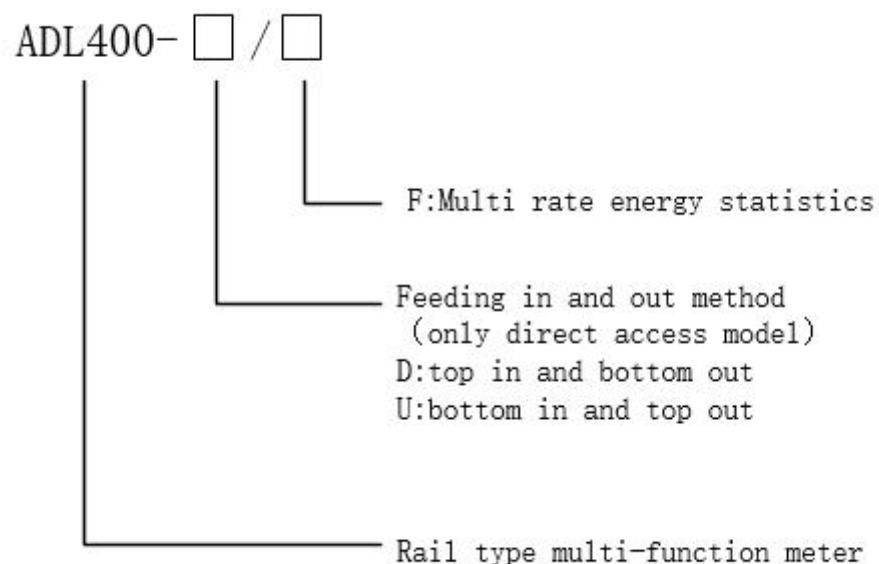 ADL400-□/□
F:Multi rate energy statistics
Feeding in and out method
(only direct access model)
D:top in and bottom out
U:bottom in and top out
Rail type multi-function meter